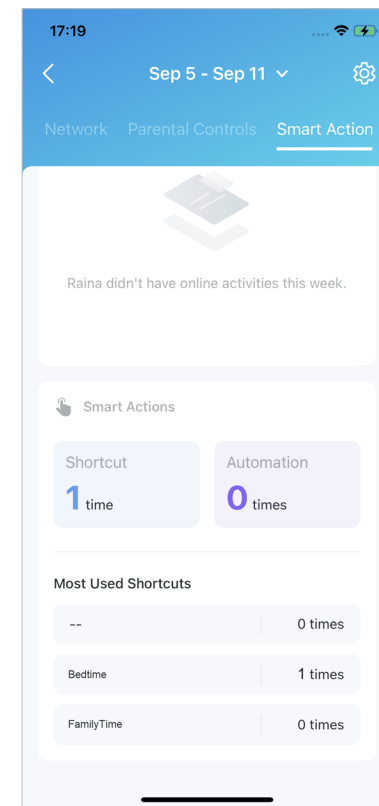 17:19
Sep 5 - Sep 11
Network Parental Controls Smart Action
Raina didn't have online activities this week.
Smart Actions
Shortcut Automation
1 time 0 times
Most Used Shortcuts
-- 0 times
Bedtime 1 times
FamilyTime 0 times